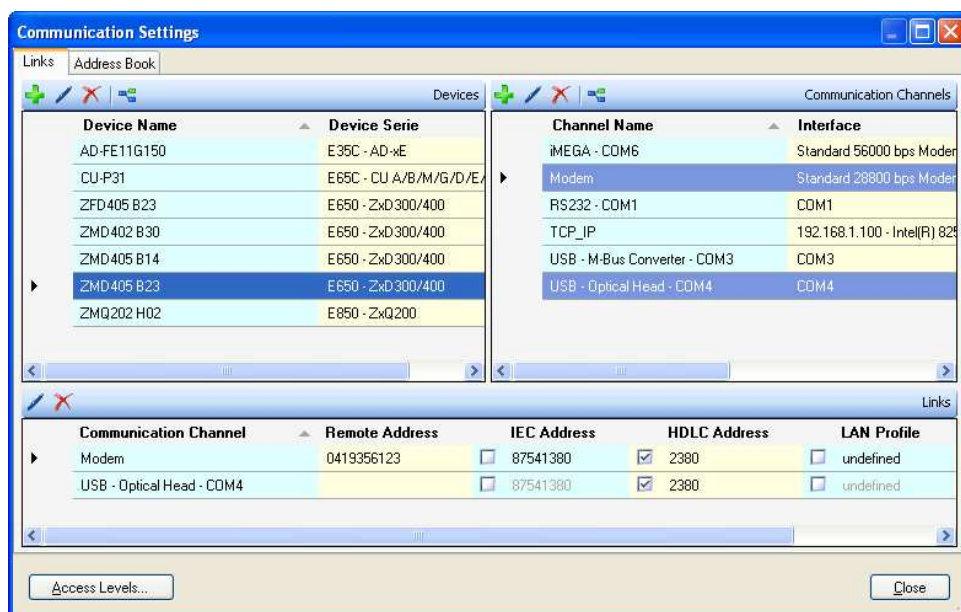 Communication Settings
Links Address Book
Devices
Device Name Device Serie
AD-FE11G150 E35C - AD-xE
CU-P31 E65C - CU A/B/M/G/D/E/
ZFD405 B23 E650 - ZxD300/400
ZMD402 B30 E650 - ZxD300/400
ZMD405 B14 E650 - ZxD300/400
ZMD405 B23 E650 - ZxD300/400
ZMQ202 H02 E850 - ZxQ200
Communication Channels
Channel Name Interface
iMEGA - COM6 Standard 56000 bps Moder
Modem Standard 28800 bps Moder
RS232 - COM1 COM1
TCP_IP 192.168.1.100 - Intel(R) 825
USB - M-Bus Converter - COM3 COM3
USB - Optical Head - COM4 COM4
Links
Communication Channel Remote Address IEC Address HDLC Address LAN Profile
Modem 0419356123 87541380 2380 undefined
USB - Optical Head - COM4 87541380 2380 undefined
Access Levels... Close